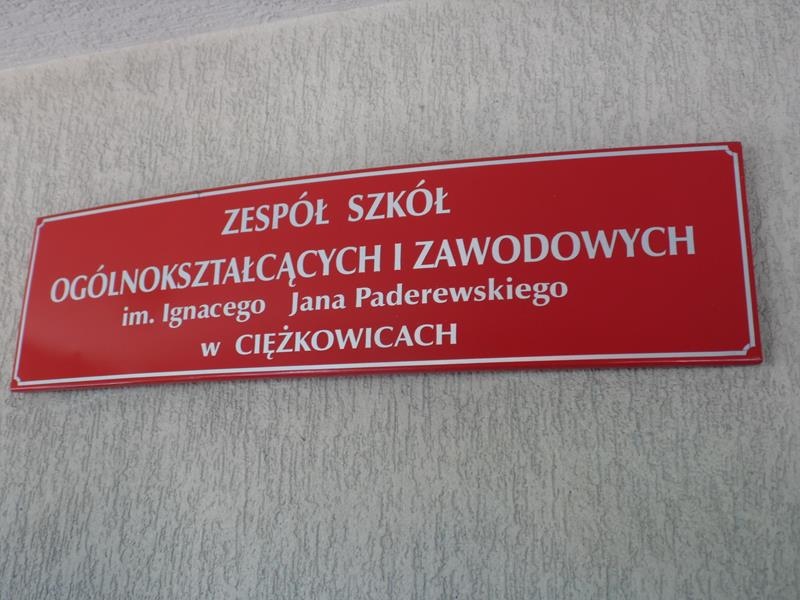 ZESPÓŁ SZKÓŁ
OGÓLNOKSZTAŁCĄCYCH I ZAWODOWYCH
im. Ignacego Jana Paderewskiego
w CIĘŻKOWICACH